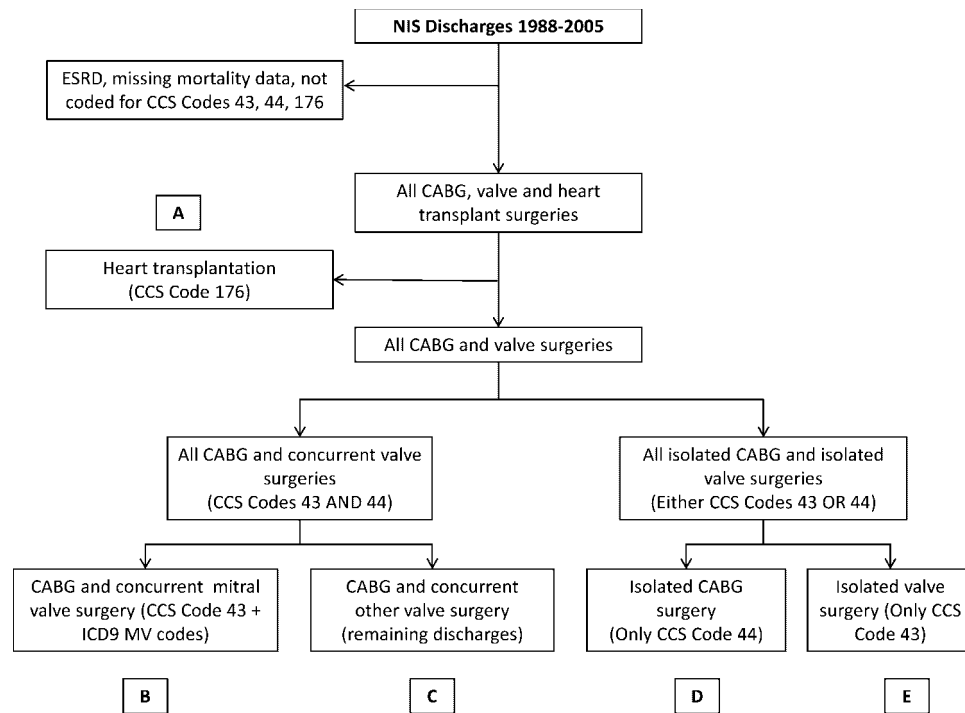 NIS Discharges 1988-2005
ESRD, missing mortality data, not
coded for CCS Codes 43, 44, 176
All CABG, valve and heart
transplant surgeries
A
Heart transplantation
(CCS Code 176)
All CABG and valve surgeries
All CABG and concurrent valve
surgeries
(CCS Codes 43 AND 44)
All isolated CABG and isolated
valve surgeries
(Either CCS Codes 43 OR 44)
CABG and concurrent mitral
valve surgery (CCS Code 43 +
ICD9 MV codes)
CABG and concurrent
other valve surgery
(remaining discharges)
Isolated CABG
surgery
(Only CCS Code 44)
Isolated valve
surgery (Only CCS
Code 43)
B
C
D
E